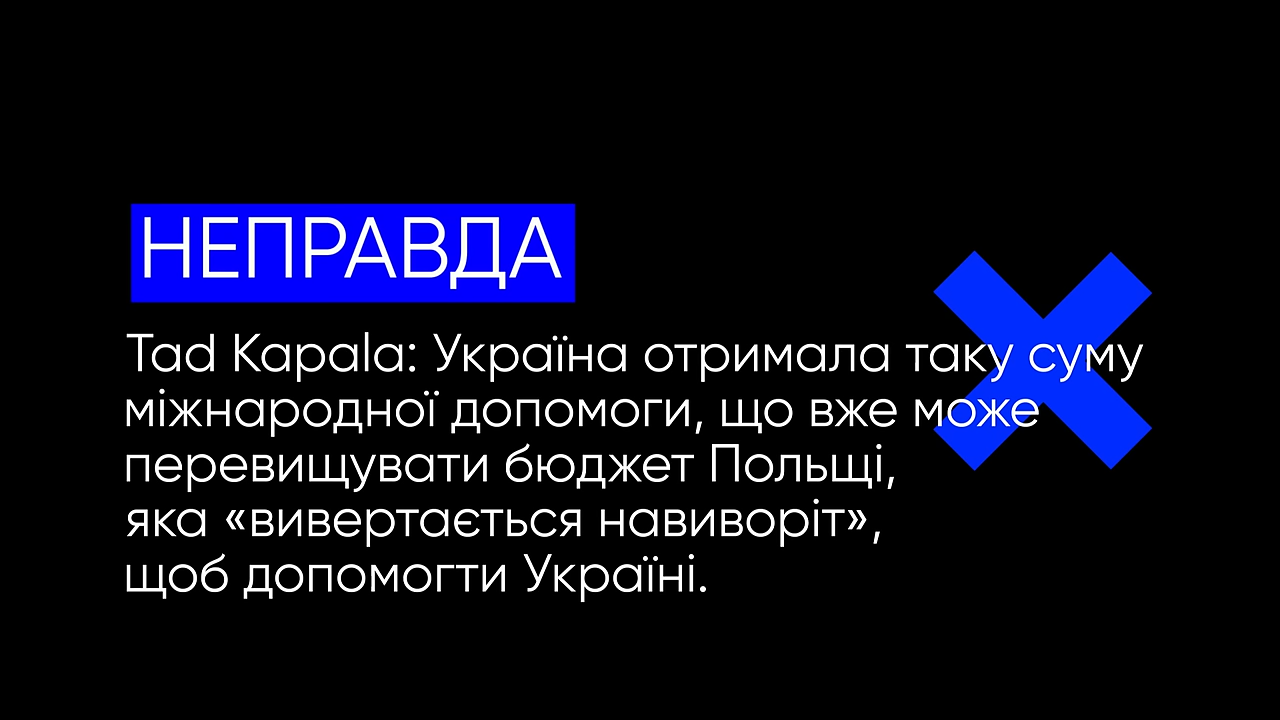 НЕПРАВДА
Tad Kapala: Україна отримала таку суму
міжнародної допомоги, що вже може
перевищувати бюджет Польщі,
яка «вивертається навиворіт»,
щоб допомогти Україні.